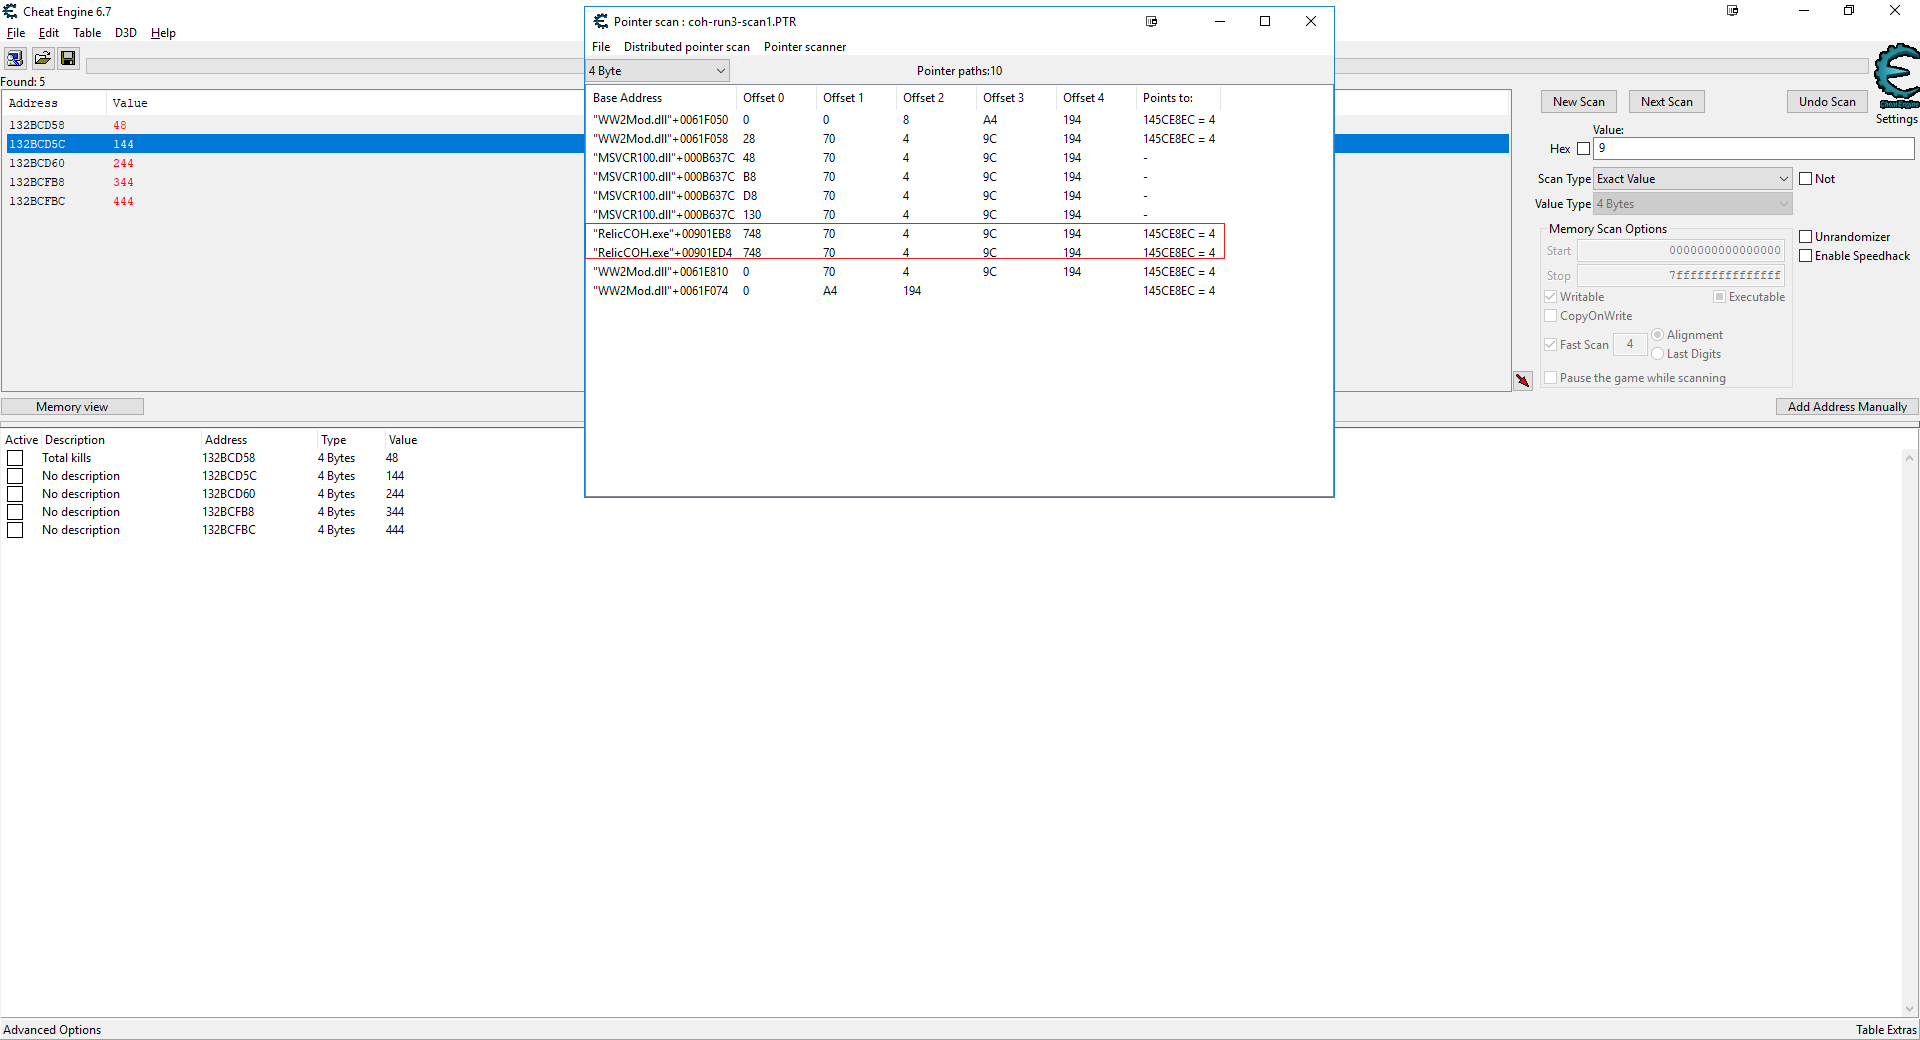 Cheat Engine 6.7
File Edit Table D3D Help
Found: 5
Address Value
132BCD58 48
132BCD5C 144
132BCD60 244
132BCFB8 344
132BCFBC 444
Memory view
Pointer scan : coh-run3-scan1.PTR
File Distributed pointer scan Pointer scanner
4 Byte Pointer paths:10
Base Address Offset 0 Offset 1 Offset 2 Offset 3 Offset 4 Points to:
"WW2Mod.dll"+0061F050 0 0 8 A4 194 145CE8EC = 4
"WW2Mod.dll"+0061F058 28 70 4 9C 194 145CE8EC = 4
"MSVCR100.dll"+000B637C 48 70 4 9C 194 -
"MSVCR100.dll"+000B637C B8 70 4 9C 194 -
"MSVCR100.dll"+000B637C D8 70 4 9C 194 -
"MSVCR100.dll"+000B637C 130 70 4 9C 194 -
"RelicCOH.exe"+00901EB8 748 70 4 9C 194 145CE8EC = 4
"RelicCOH.exe"+00901ED4 748 70 4 9C 194 145CE8EC = 4
"WW2Mod.dll"+0061E810 0 70 4 9C 194 145CE8EC = 4
"WW2Mod.dll"+0061F074 0 A4 194 145CE8EC = 4
Cheat Engine
Settings
New Scan Next Scan Undo Scan
Value:
Hex 9
Scan Type Exact Value Not
Value Type 4 Bytes
Memory Scan Options
Start 0000000000000000
Stop 7fffffffffffffff
Unrandomizer
Enable Speedhack
Writable Executable
CopyOnWrite
Fast Scan 4 Alignment
Last Digits
Pause the game while scanning
Add Address Manually
Active Description Address Type Value
Total kills 132BCD58 4 Bytes 48
No description 132BCD5C 4 Bytes 144
No description 132BCD60 4 Bytes 244
No description 132BCFB8 4 Bytes 344
No description 132BCFBC 4 Bytes 444
Advanced Options Table Extras